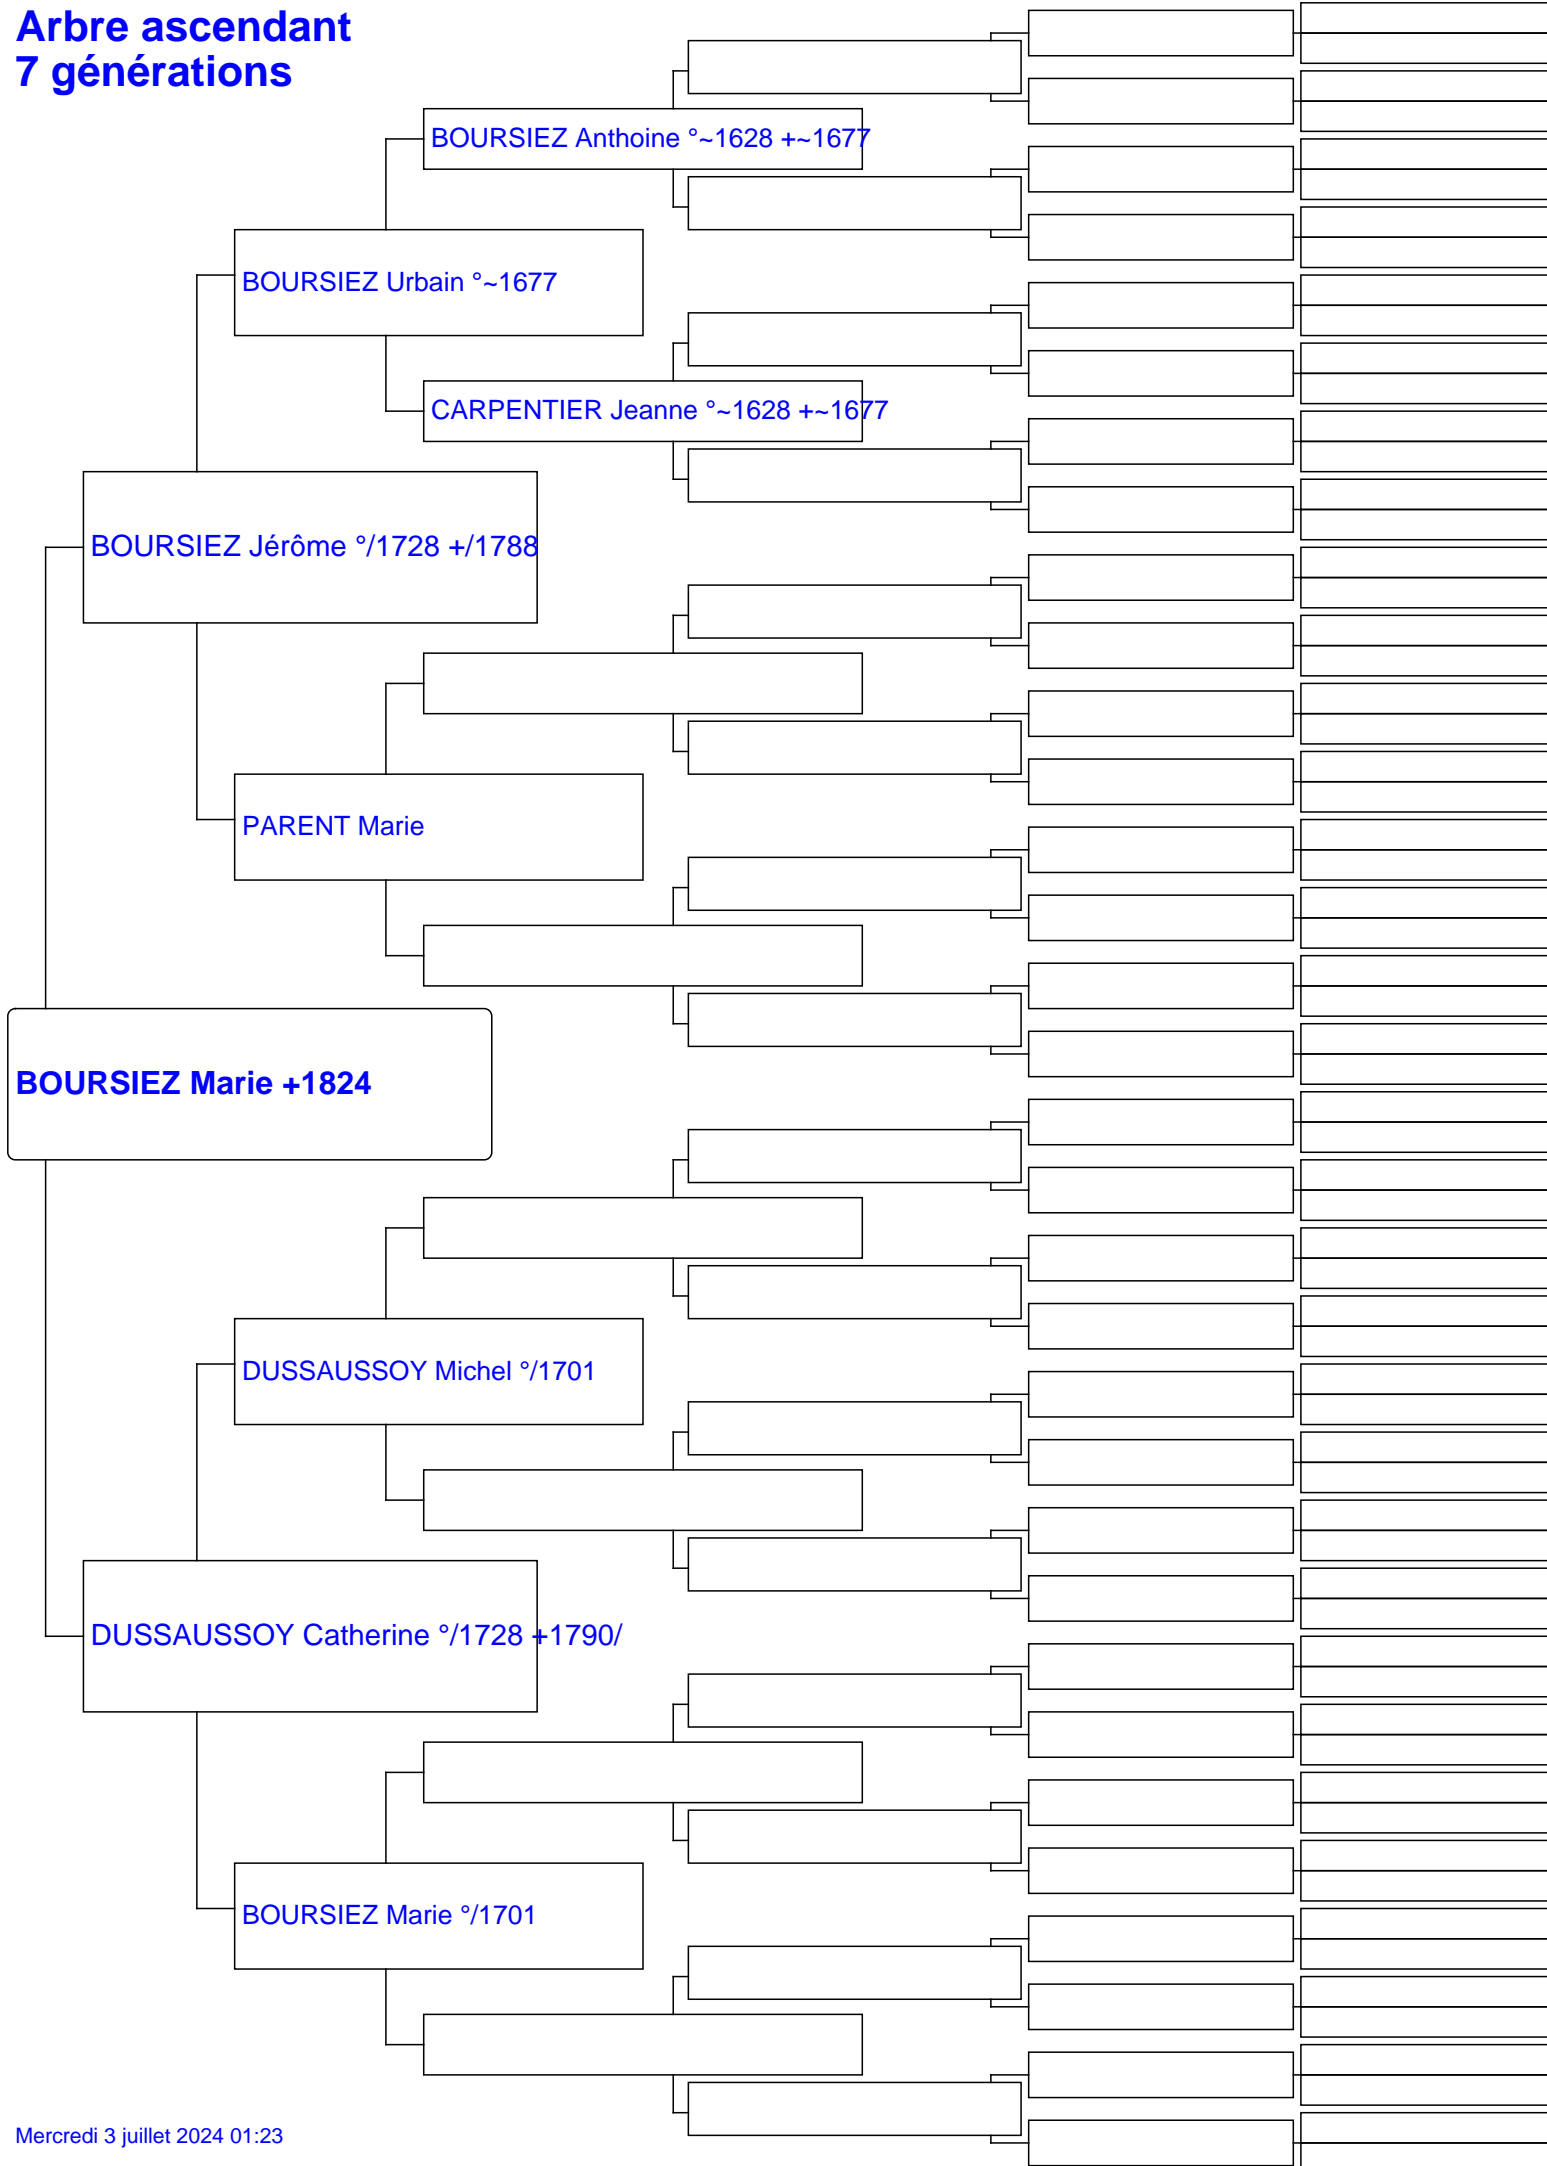 Arbre ascendant
7 générations
BOURSIEZ Anthoine °~1628 +~1677
BOURSIEZ Urbain °~1677
CARPENTIER Jeanne °~1628 +~1677
BOURSIEZ Jérôme °/1728 +/1788
PARENT Marie
BOURSIEZ Marie +1824
DUSSAUSSOY Michel °/1701
DUSSAUSSOY Catherine °/1728 +1790/
BOURSIEZ Marie °/1701
Mercredi 3 juillet 2024 01:23